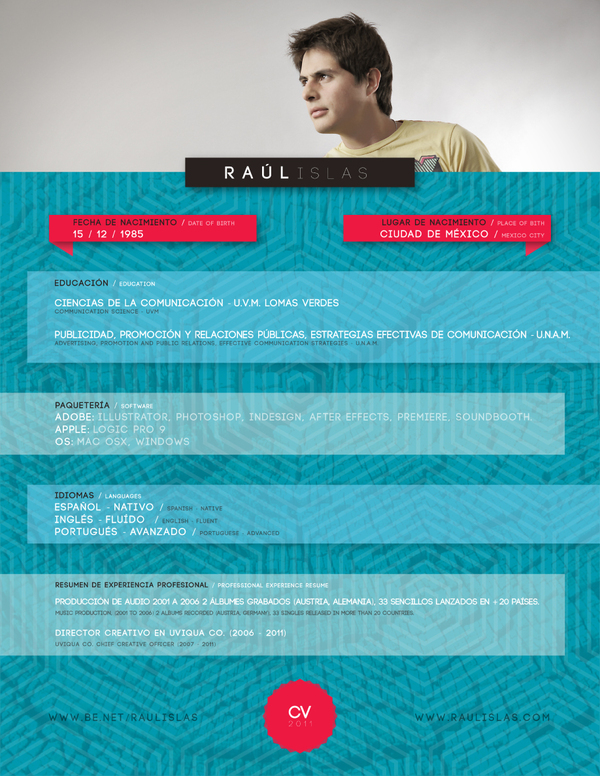 RAÚLISLAS
FECHA DE NACIMIENTO / DATE OF BIRTH
15 / 12 / 1985
LUGAR DE NACIMIENTO / PLACE OF BITH
CIUDAD DE MÉXICO / MEXICO CITY
EDUCACIÓN / EDUCATION
CIENCIAS DE LA COMUNICACIÓN - U.V.M. LOMAS VERDES
COMMUNICATION SCIENCE - UVM
PUBLICIDAD, PROMOCIÓN Y RELACIONES PÚBLICAS, ESTRATEGIAS EFECTIVAS DE COMUNICACIÓN - U.N.A.M.
ADVERTISING, PROMOTION AND PUBLIC RELATIONS, EFFECTIVE COMMUNICATION STRATEGIES - U.N.A.M.
PAQUETERÍA / SOFTWARE
ADOBE: ILLUSTRATOR, PHOTOSHOP, INDESIGN, AFTER EFFECTS, PREMIERE, SOUNDBOOTH.
APPLE: LOGIC PRO 9
OS: MAC OSX, WINDOWS
IDIOMAS / LANGUAGES
ESPAÑOL - NATIVO / SPANISH - NATIVE
INGLÉS - FLUÍDO / ENGLISH - FLUENT
PORTUGUÉS - AVANZADO / PORTUGUESE - ADVANCED
RESUMEN DE EXPERIENCIA PROFESIONAL / PROFESSIONAL EXPERIENCE RESUME
PRODUCCIÓN DE AUDIO 2001 A 2006 2 ÁLBUMES GRABADOS (AUSTRIA, ALEMANIA), 33 SENCILLOS LANZADOS EN +20 PAÍSES.
MUSIC PRODUCTION, (2001 TO 2006) 2 ALBUMS RECORDED (AUSTRIA, GERMANY), 33 SINGLES RELEASED IN MORE THAN 20 COUNTRIES.
DIRECTOR CREATIVO EN UVIQUA CO. (2006 - 2011)
UVIQUA CO. CHIEF CREATIVE OFFICER (2007 - 2011)
WWW.BE.NET/RAULISLAS
CV
2011
WWW.RAULISLAS.COM